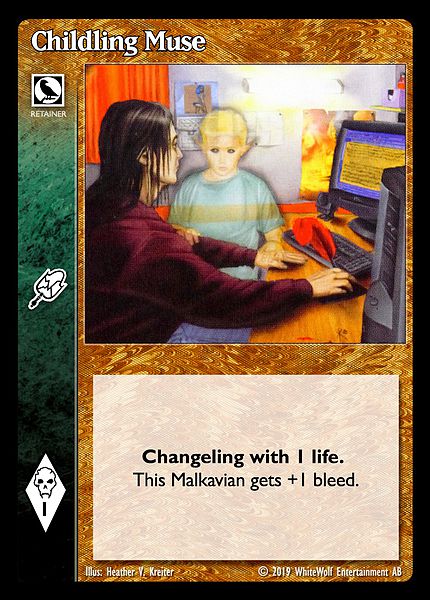 Childling Muse
RETAINER
1
Changeling with 1 life.
This Malkavian gets +1 bleed.
Illus: Heather V. Kreiter
© 2019 WhiteWolf Entertainment AB